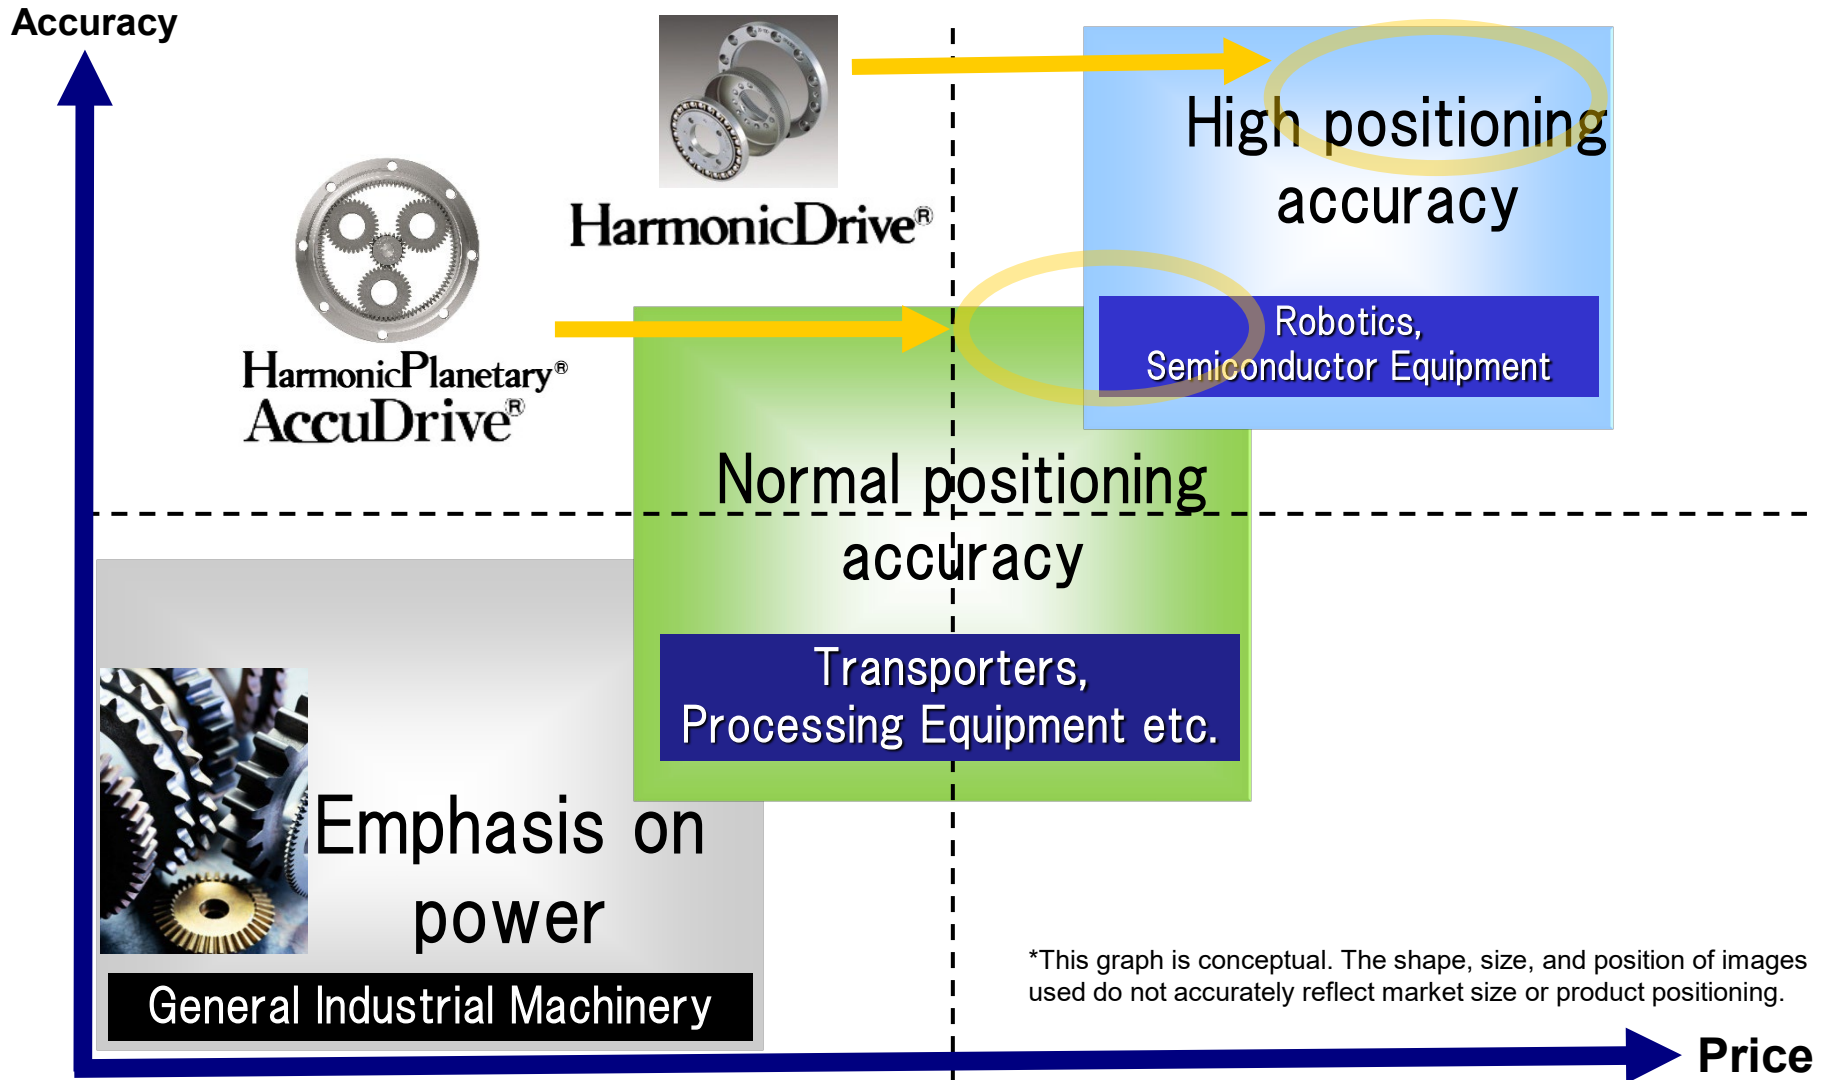 Accuracy
HarmonicDrive®
High positioning
accuracy
Robotics,
Semiconductor Equipment
HarmonicPlanetary®
AccuDrive®
Normal positioning
accuracy
Transporters,
Processing Equipment etc.
Emphasis on
power
General Industrial Machinery
*This graph is conceptual. The shape, size, and position of images
used do not accurately reflect market size or product positioning.
Price